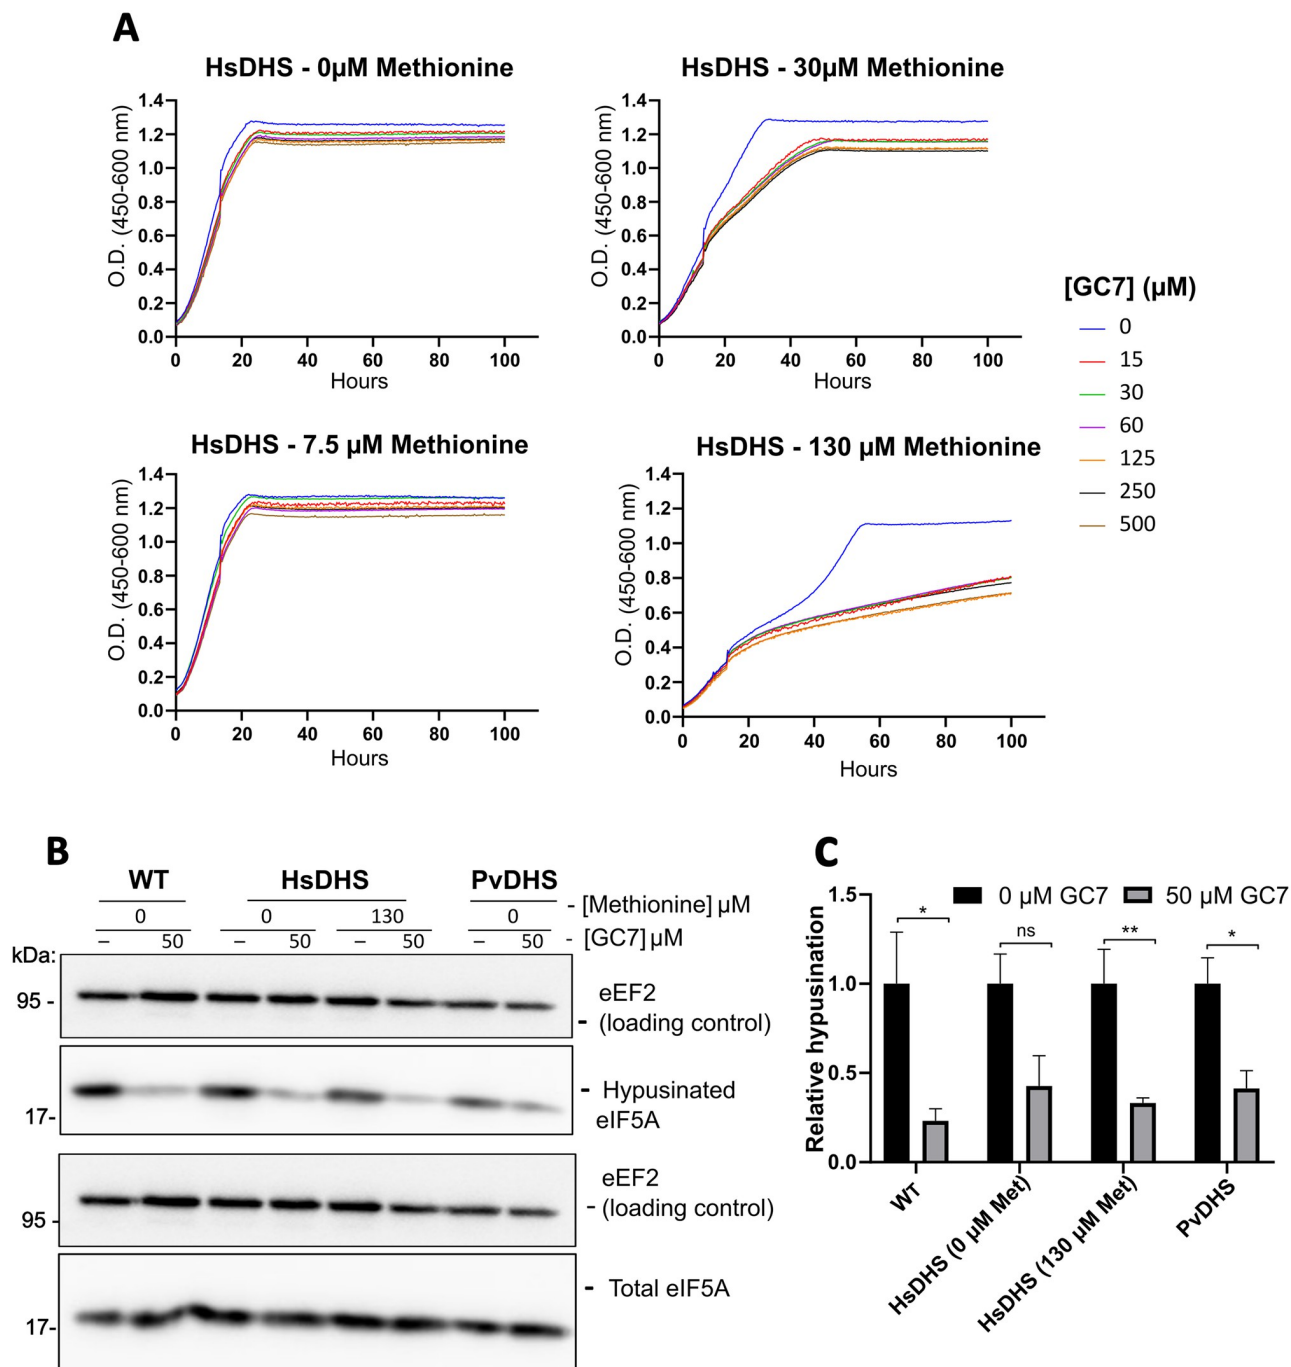 A
HsDHS - 0µM Methionine
O.D. (450-600 nm)
1.4
1.2
1.0
0.8
0.6
0.4
0.2
0.0
0 20 40 60 80 100
Hours
HsDHS - 30µM Methionine
O.D. (450-600 nm)
1.4
1.2
1.0
0.8
0.6
0.4
0.2
0.0
0 20 40 60 80 100
Hours
[GC7] (µM)
0
15
30
60
125
250
500
HsDHS - 7.5 µM Methionine
O.D. (450-600 nm)
1.4
1.2
1.0
0.8
0.6
0.4
0.2
0.0
0 20 40 60 80 100
Hours
HsDHS - 130 µM Methionine
O.D. (450-600 nm)
1.4
1.2
1.0
0.8
0.6
0.4
0.2
0.0
0 20 40 60 80 100
Hours
B
WT HsDHS PvDHS
0 0 130 0 - [Methionine] µM
– 50 – 50 – 50 – 50 - [GC7] µM
kDa:
95 -
eEF2
- (loading control)
17-
- Hypusinated
eIF5A
95 -
eEF2
- (loading control)
17-
- Total eIF5A
C
0 µM GC7 50 µM GC7
Relative hypusination
1.5
1.0
0.5
0.0
* ns ** *
WT
HsDHS (0 µM Met)
HsDHS (130 µM Met)
PvDHS